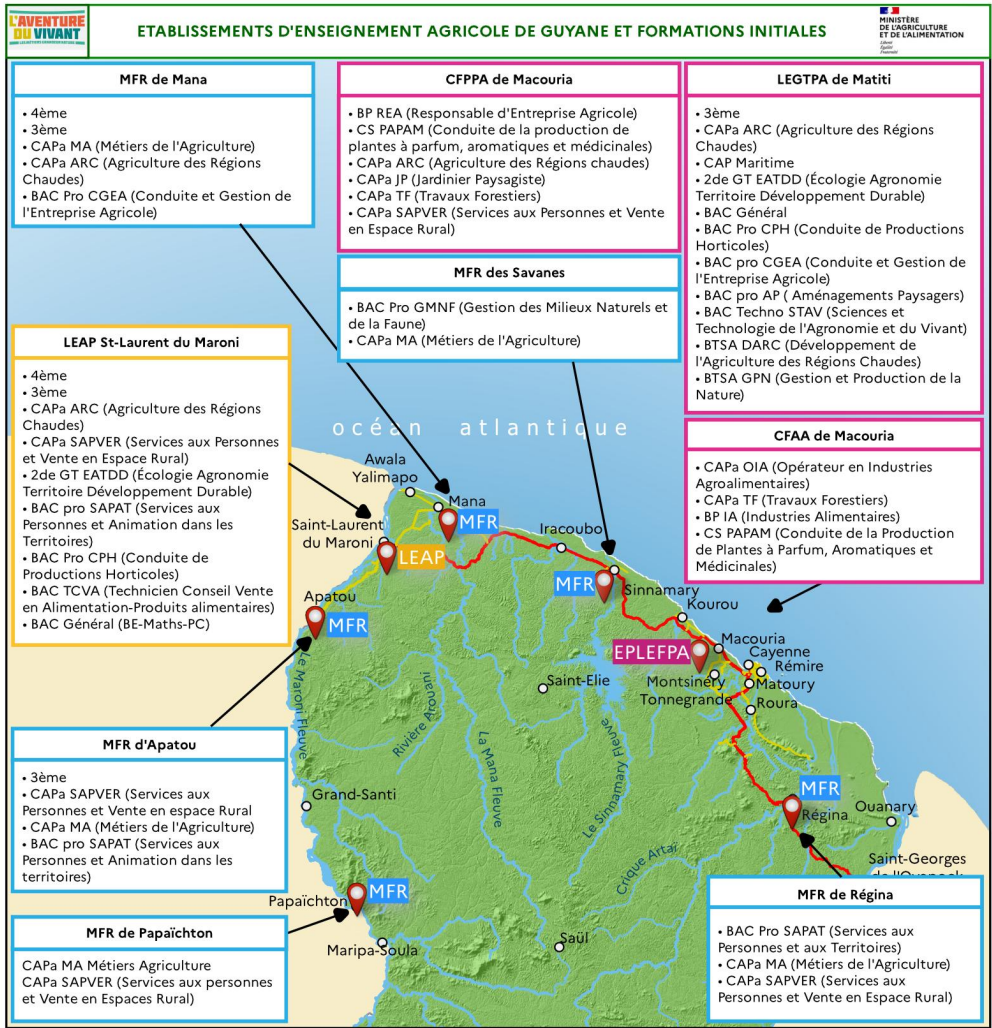 L'AVENTURE
DU VIVANT
ETABLISSEMENTS D'ENSEIGNEMENT AGRICOLE DE GUYANE ET FORMATIONS INITIALES
MINISTÈRE
DE L'AGRICULTURE
ET DE L'ALIMENTATION
Liberté
Égalité
Fraternité
MFR de Mana
• 4ème
• 3ème
• CAPa MA (Métiers de l'Agriculture)
• CAPa ARC (Agriculture des Régions
Chaudes)
• BAC Pro CGEA (Conduite et Gestion de
l'Entreprise Agricole)
CFPPA de Macouria
• BP REA (Responsable d'Entreprise Agricole)
• CS PAPAM (Conduite de la production de
plantes à parfum, aromatiques et médicinales)
• CAPa ARC (Agriculture des Régions chaudes)
• CAPa JP (Jardinier Paysagiste)
• CAPa TF (Travaux Forestiers)
• CAPa SAPVER (Services aux Personnes et Vente
en Espace Rural)
LEGTPA de Matiti
• 3ème
• CAPa ARC (Agriculture des Régions
Chaudes)
• CAP Maritime
• 2de GT EATDD (Écologie Agronomie
Territoire Développement Durable)
• BAC Général
• BAC Pro CPH (Conduite de Productions
Horticoles)
• BAC pro CGEA (Conduite et Gestion de
l'Entreprise Agricole)
• BAC pro AP ( Aménagements Paysagers)
• BAC Techno STAV (Sciences et
Technologie de l'Agronomie et du Vivant)
• BTSA DARC (Développement de
l'Agriculture des Régions Chaudes)
• BTSA GPN (Gestion et Production de la
Nature)
MFR des Savanes
• BAC Pro GMNF (Gestion des Milieux Naturels et
de la Faune)
• CAPa MA (Métiers de l'Agriculture)
LEAP St-Laurent du Maroni
• 4ème
• 3ème
• CAPa ARC (Agriculture des Régions
Chaudes)
• CAPa SAPVER (Services aux Personnes
et Vente en Espace Rural)
• 2de GT EATDD (Écologie Agronomie
Territoire Développement Durable)
• BAC pro SAPAT (Services aux
Personnes et Animation dans les
Territoires)
• BAC Pro CPH (Conduite de
Productions Horticoles)
• BAC TCVA (Technicien Conseil Vente
en Alimentation-Produits alimentaires)
• BAC Général (BE-Maths-PC)
CFAA de Macouria
• CAPa OIA (Opérateur en Industries
Agroalimentaires)
• CAPa TF (Travaux Forestiers)
• BP IA (Industries Alimentaires)
• CS PAPAM (Conduite de la Production
de Plantes à Parfum, Aromatiques et
Médicinales)
océan atlantique
Awala
Yalimapo
Mana
MFR
Saint-Laurent
du Maroni
LEAP
Iracoubo
MFR
Sinnamary
Apatou
MFR
Kourou
EPLEFPA
Macouria
Cayenne
Rémire
Montsinéry
Tonnegrande
Matoury
Roura
Saint-Elie
Le Maroni Fleuve
Rivière Arouani
La Mana Fleuve
Le Sinnamary Fleuve
Crique Artaï
MFR d'Apatou
• 3ème
• CAPa SAPVER (Services aux
Personnes et Vente en espace Rural
• CAPa MA (Métiers de l'Agriculture)
• BAC pro SAPAT (Services aux
Personnes et Animation dans les
territoires)
Grand-Santi
MFR
Régina
Ouanary
Saint-Georges
de l'Oyapock
Papaïchton
MFR
Maripa-Soula
Saül
MFR de Papaïchton
CAPa MA Métiers Agriculture
CAPa SAPVER (Services aux personnes
et Vente en Espaces Rural)
MFR de Régina
• BAC Pro SAPAT (Services aux
Personnes et aux Territoires)
• CAPa MA (Métiers de l'Agriculture)
• CAPa SAPVER (Services aux
Personnes et Vente en Espace Rural)